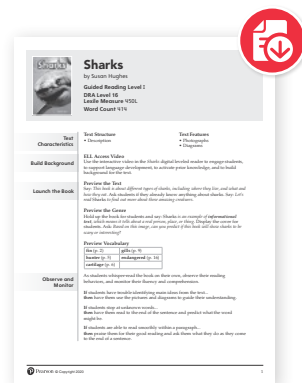 Sharks
Sharks
by Susan Hughes
Guided Reading Level I
DRA Level 16
Lexile Measure 450L
Word Count 474
Text
Characteristics
Text Structure
• Description
Text Features
• Photographs
• Diagrams
Build Background
ELL Access Video
Use the interactive video in the Sharks digital leveled reader to engage students,
to support language development, to activate prior knowledge, and to build
background for the text.
Launch the Book
Preview the Text
Say: This book is about different types of sharks, including where they live, and what and
how they eat. Ask students if they already know anything about sharks. Say: Let's
read Sharks to find out more about these amazing creatures.
Preview the Genre
Hold up the book for students and say: Sharks is an example of informational
text, which means it tells about a real person, place, or thing. Display the cover for
students. Ask: Based on this image, can you predict if this book will show sharks to be
scary or interesting?
Preview Vocabulary
fin (p. 2) gills (p. 9)
hunter (p. 5) endangered (p. 16)
cartilage (p. 6)
Observe and
Monitor
As students whisper-read the book on their own, observe their reading
behaviors, and monitor their fluency and comprehension.
If students have trouble identifying main ideas from the text…
then have them use the pictures and diagrams to guide their understanding.
If students stop at unknown words…
then have them read to the end of the sentence and predict what the word
might be.
If students are able to read smoothly within a paragraph…
then praise them for their good reading and ask them what they do as they come
to the end of a sentence.
Pearson © Copyright 2020
1